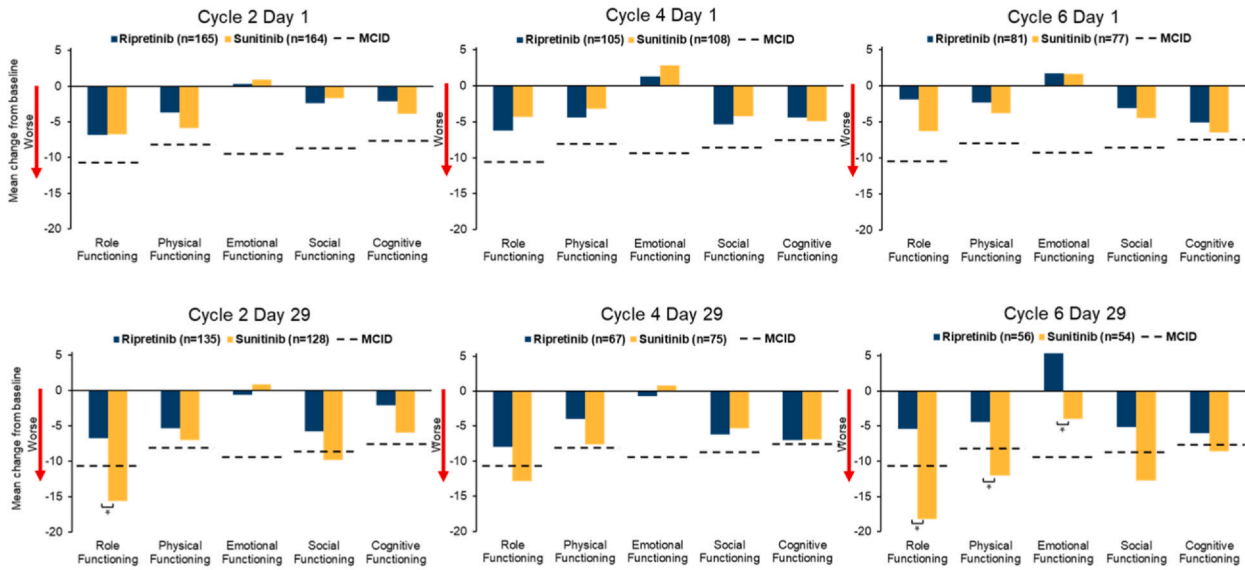 Cycle 2 Day 1
Ripretinib (n=165) Sunitinib (n=164) MCID
Mean change from baseline
Worse
5
0
-5
-10
-15
-20
Role Functioning
Physical Functioning
Emotional Functioning
Social Functioning
Cognitive Functioning
Cycle 4 Day 1
Ripretinib (n=105) Sunitinib (n=108) MCID
Worse
5
0
-5
-10
-15
-20
Role Functioning
Physical Functioning
Emotional Functioning
Social Functioning
Cognitive Functioning
Cycle 6 Day 1
Ripretinib (n=81) Sunitinib (n=77) MCID
Worse
5
0
-5
-10
-15
-20
Role Functioning
Physical Functioning
Emotional Functioning
Social Functioning
Cognitive Functioning
Cycle 2 Day 29
Ripretinib (n=135) Sunitinib (n=128) MCID
Mean change from baseline
Worse
5
0
-5
-10
-15
-20
*
Role Functioning
Physical Functioning
Emotional Functioning
Social Functioning
Cognitive Functioning
Cycle 4 Day 29
Ripretinib (n=67) Sunitinib (n=75) MCID
Worse
5
0
-5
-10
-15
-20
Role Functioning
Physical Functioning
Emotional Functioning
Social Functioning
Cognitive Functioning
Cycle 6 Day 29
Ripretinib (n=56) Sunitinib (n=54) MCID
Worse
5
0
-5
-10
-15
-20
*
*
*
Role Functioning
Physical Functioning
Emotional Functioning
Social Functioning
Cognitive Functioning